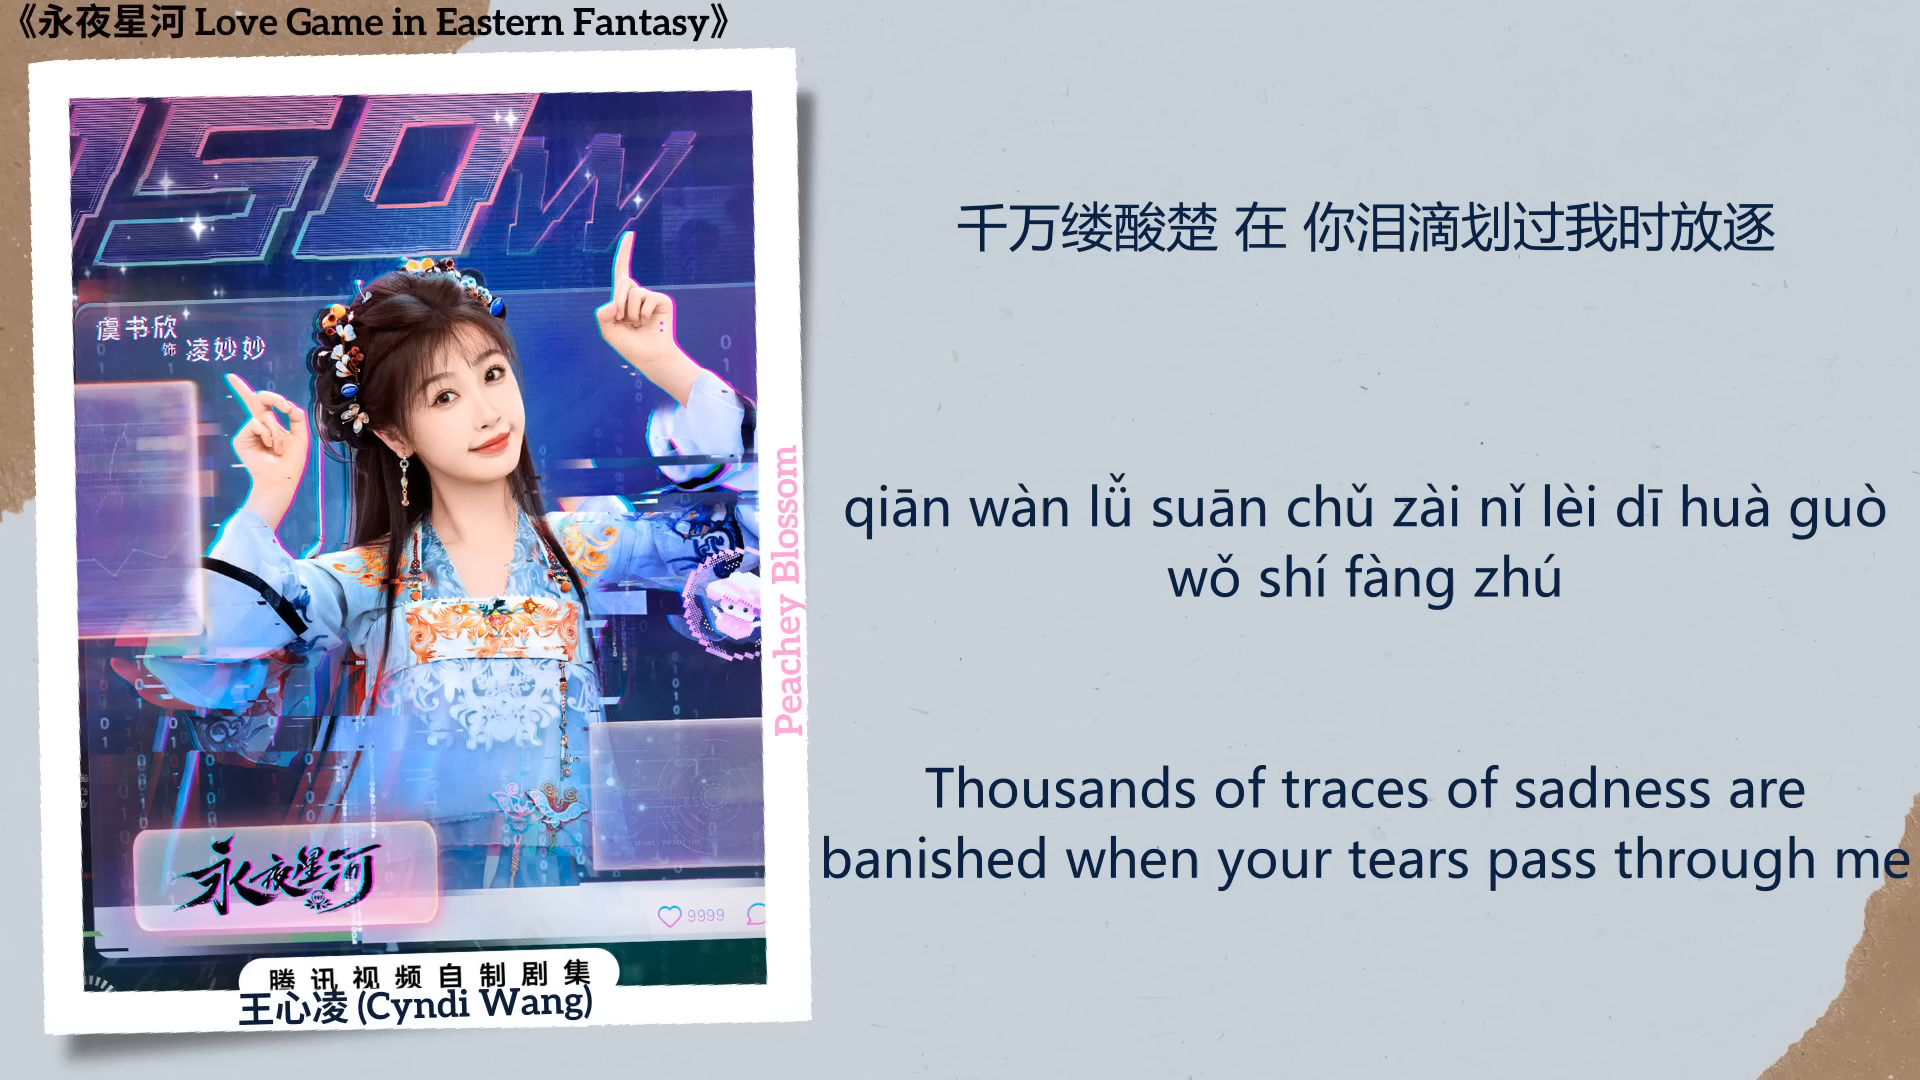 《永夜星河 Love Game in Eastern Fantasy》
OSOW
虞书欣
饰 凌妙妙
永夜星河
9999
腾讯视频自制剧集
王心凌 (Cyndi Wang)
Peachey Blossom
千万缕酸楚 在 你泪滴划过我时放逐
qiān wàn lǚ suān chǔ zài nǐ lèi dī huà guò
wǒ shí fàng zhú
Thousands of traces of sadness are
banished when your tears pass through me